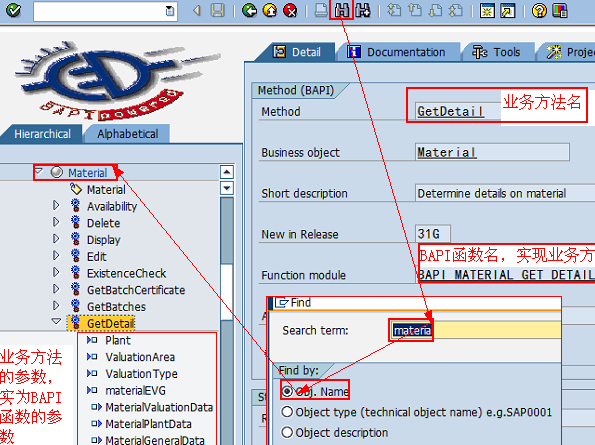 BAPI powered
Hierarchical
Alphabetical
Material
Material
Availability
Delete
Display
Edit
ExistenceCheck
GetBatchCertificate
GetBatches
GetDetail
Plant
ValuationArea
ValuationType
materialEVG
MaterialValuationData
MaterialPlantData
MaterialGeneralData
业务方法
的参数，
实为BAPI
函数的参
数
Detail
Documentation
Tools
Projec
Method (BAPI)
Method
GetDetail
业务方法名
Business object
Material
Short description
Determine details on material
New in Release
31G
BAPI函数名，实现业务方
Function module
BAPI_MATERIAL_GET_DETAIL
Find
Search term:
materia
Find by:
Obj. Name
Object type (technical object name) e.g.SAP0001
Object description